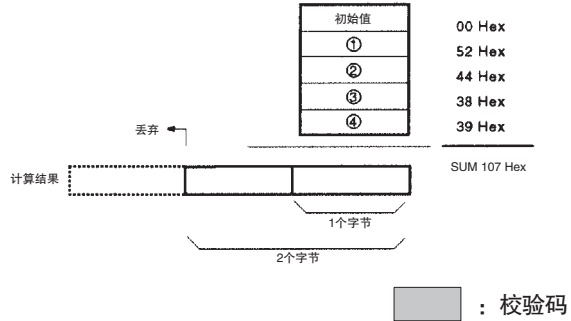 初始值 00 Hex
① 52 Hex
② 44 Hex
③ 38 Hex
④ 39 Hex
丢弃
SUM 107 Hex
计算结果
1个字节
2个字节
：校验码